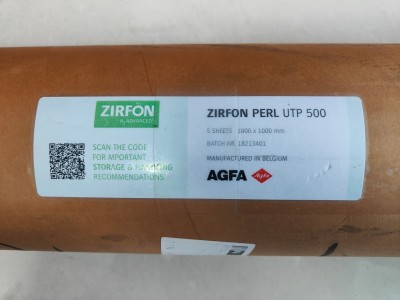 ZIRFON
H₂ ADVANCED
SCAN THE CODE
FOR IMPORTANT
STORAGE & HANDLING
RECOMMENDATIONS.
ZIRFON PERL UTP 500
5 SHEETS 1000 x 1000 mm
BATCH NR. 18213401
MANUFACTURED IN BELGIUM
AGFA
Agfa